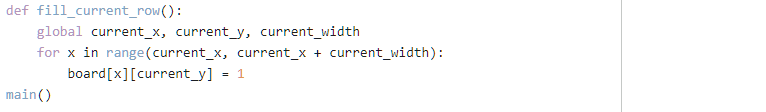 def fill_current_row():
    global current_x, current_y, current_width
    for x in range(current_x, current_x + current_width):
        board[x][current_y] = 1
main()